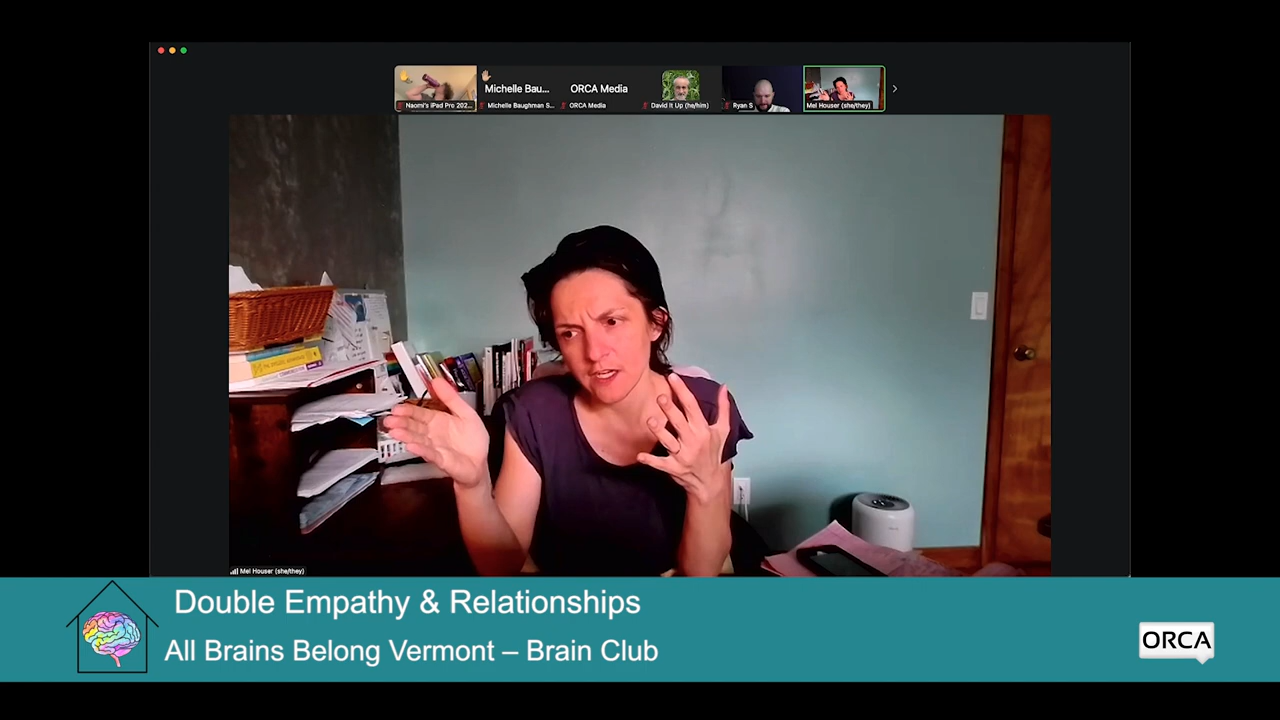 Michelle Bau...
ORCA Media
Naomi's iPad Pro 202...
Michelle Baughman S...
ORCA Media
David It Up (he/him)
Ryan S
Mel Houser (she/they)
Mel Houser (she/they)
Double Empathy & Relationships
All Brains Belong Vermont – Brain Club
ORCA